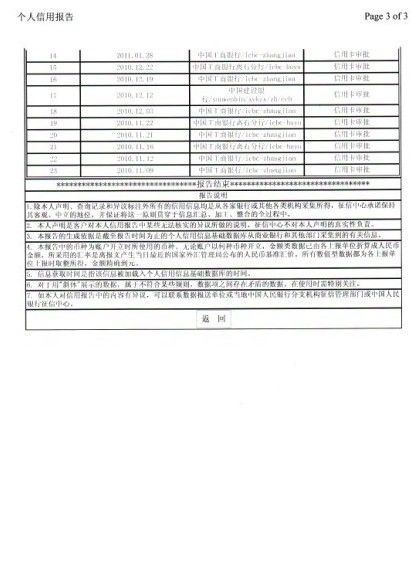 个人信用报告 Page 3 of 3
14 2011.01.28 中国工商银行/icbc-zhangjian 信用卡审批
15 2010.12.22 中国工商银行离石分行/icbc-huyu 信用卡审批
16 2010.12.19 中国工商银行/icbc-zhangjian 信用卡审批
17 2010.12.12 中国建设银
行 信用卡审批
18 2010.12.03 中国工商银行/icbc-zhangjian 信用卡审批
19 2010.11.22 中国工商银行离石分行/icbc-huyu 信用卡审批
20 2010.11.21 中国工商银行/icbc-zhangjian 信用卡审批
21 2010.11.16 中国工商银行离石分行/icbc-huyu 信用卡审批
22 2010.11.12 中国工商银行/icbc-zhangjian 信用卡审批
23 2010.11.09 中国工商银行/icbc-zhangjian 信用卡审批
******************************报告结束******************************
报告说明
1. 除本人声明、查询记录和异议标注外所有的信用信息均是从各家银行或其他各类机构采集所得，征信中心承诺保持
其客观、中立的地位，并保证将这一原则贯穿于信息汇总、加工、整合的全过程中。
2. 本人声明是客户对本人信用报告中某些无法核实的异议所做的说明，征信中心不对本人声明的真实性负责。
3. 本报告的生成依据是截至报告时间为止的个人信用信息基础数据库从商业银行和其他部门采集到的有关信息。
4. 本报告中的币种为账户开立时所使用的币种，无论账户以何种币种开立，金额类数据已由各上报单位折算成人民币
金额，所采用的汇率是离报文产生当日最近的国家外汇管理局公布的人民币基准汇价，所有数值型数据都为各上报单
位上报时取整所得，金额精确到元。
5. 信息获取时间是指该信息被加载入个人信用信息基础数据库的时间。
6. 对于用"斜体"展示的数据，属于不符合某些规则、数据项之间存在矛盾的数据，在使用时需特别关注。
7. 如本人对信用报告中的内容有异议，可以联系数据报送单位或当地中国人民银行分支机构征信管理部门或中国人民
银行征信中心。
返 回